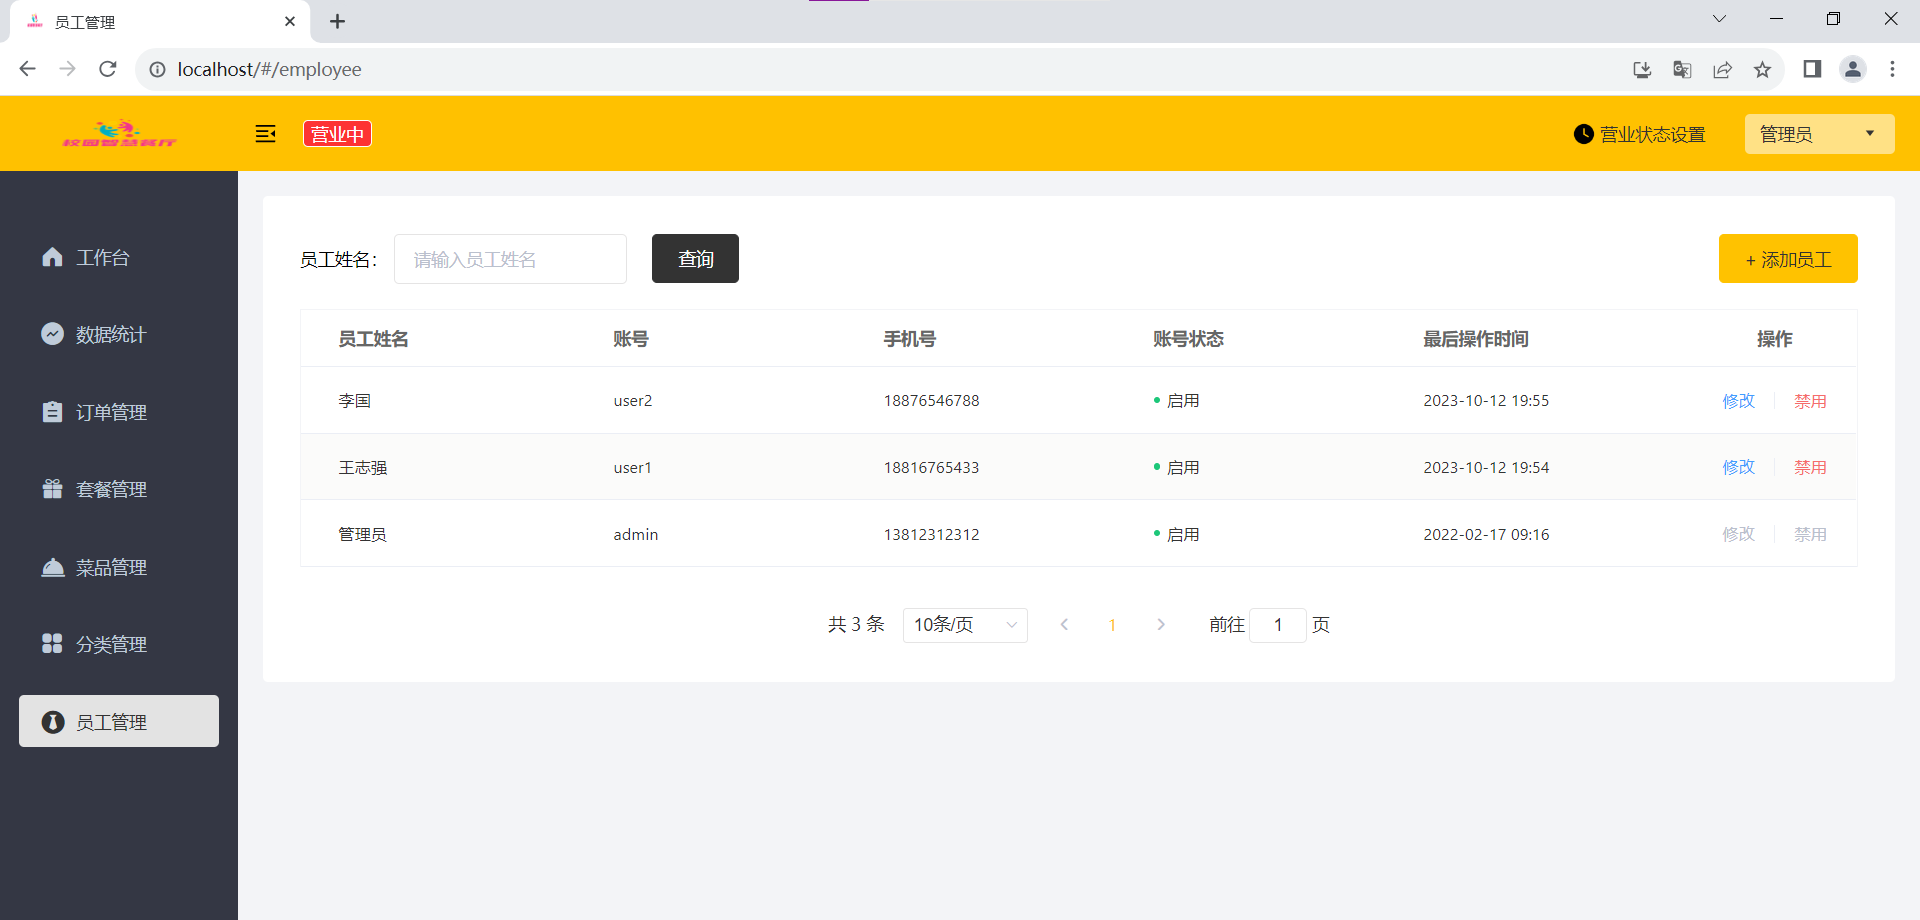 员工管理
localhost/#/employee
校园智慧餐厅
营业中
营业状态设置
管理员
工作台
数据统计
订单管理
套餐管理
菜品管理
分类管理
员工管理
员工姓名：
请输入员工姓名
查询
+ 添加员工
员工姓名 账号 手机号 账号状态 最后操作时间 操作
李国 user2 18876546788 启用 2023-10-12 19:55 修改 禁用
王志强 user1 18816765433 启用 2023-10-12 19:54 修改 禁用
管理员 admin 13812312312 启用 2022-02-17 09:16 修改 禁用
共 3 条 10条/页 1 前往 1 页